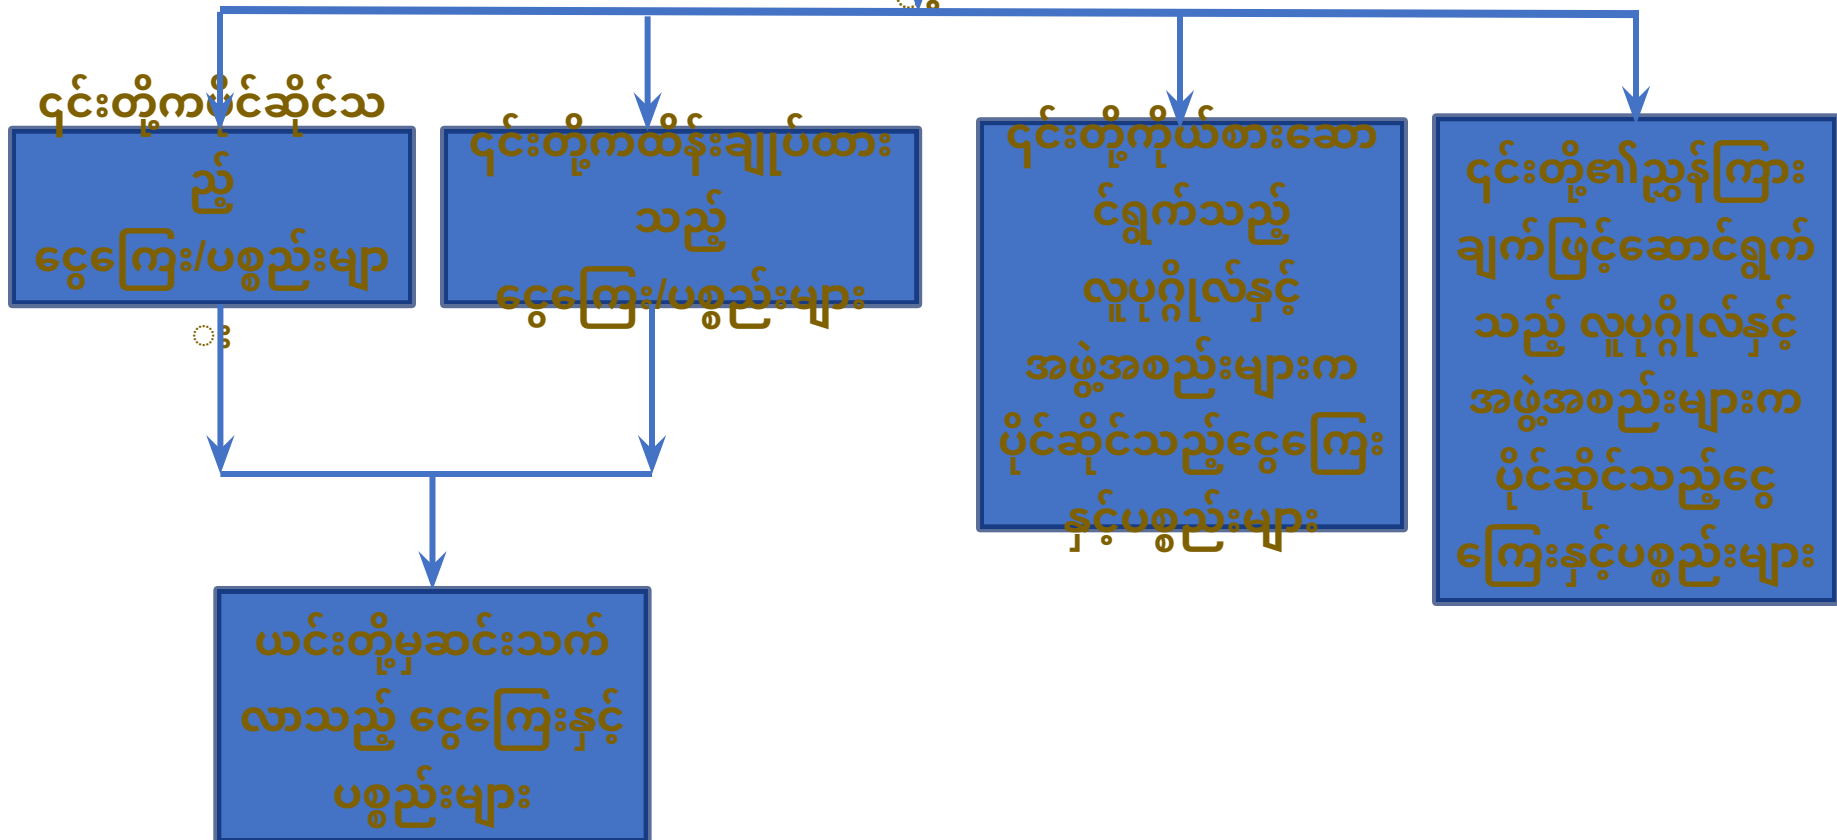 ၎င်းတို့ကပိုင်ဆိုင်သ
ည့်
ငွေကြေး/ပစ္စည်းမျာ
း
၎င်းတို့ကထိန်းချုပ်ထား
သည့်
ငွေကြေး/ပစ္စည်းများ
၎င်းတို့ကိုယ်စားဆော
င်ရွက်သည့်
လူပုဂ္ဂိုလ်နှင့်
အဖွဲ့အစည်းများက
ပိုင်ဆိုင်သည့်ငွေကြေး
နှင့်ပစ္စည်းများ
၎င်းတို့၏ညွှန်ကြား
ချက်ဖြင့်ဆောင်ရွက်
သည့် လူပုဂ္ဂိုလ်နှင့်
အဖွဲ့အစည်းများက
ပိုင်ဆိုင်သည့်ငွေ
ကြေးနှင့်ပစ္စည်းများ
ယင်းတို့မှဆင်းသက်
လာသည့် ငွေကြေးနှင့်
ပစ္စည်းများ